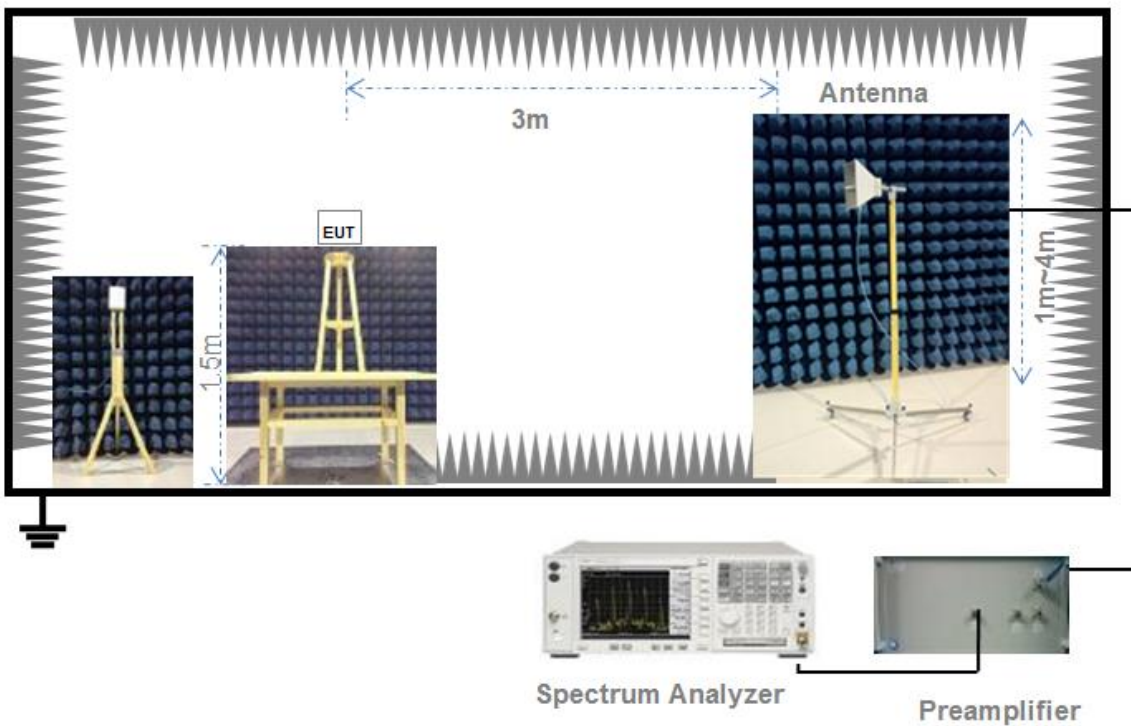 Antenna
3m
EUT
1.5m
1m~4m
Spectrum Analyzer
Preamplifier